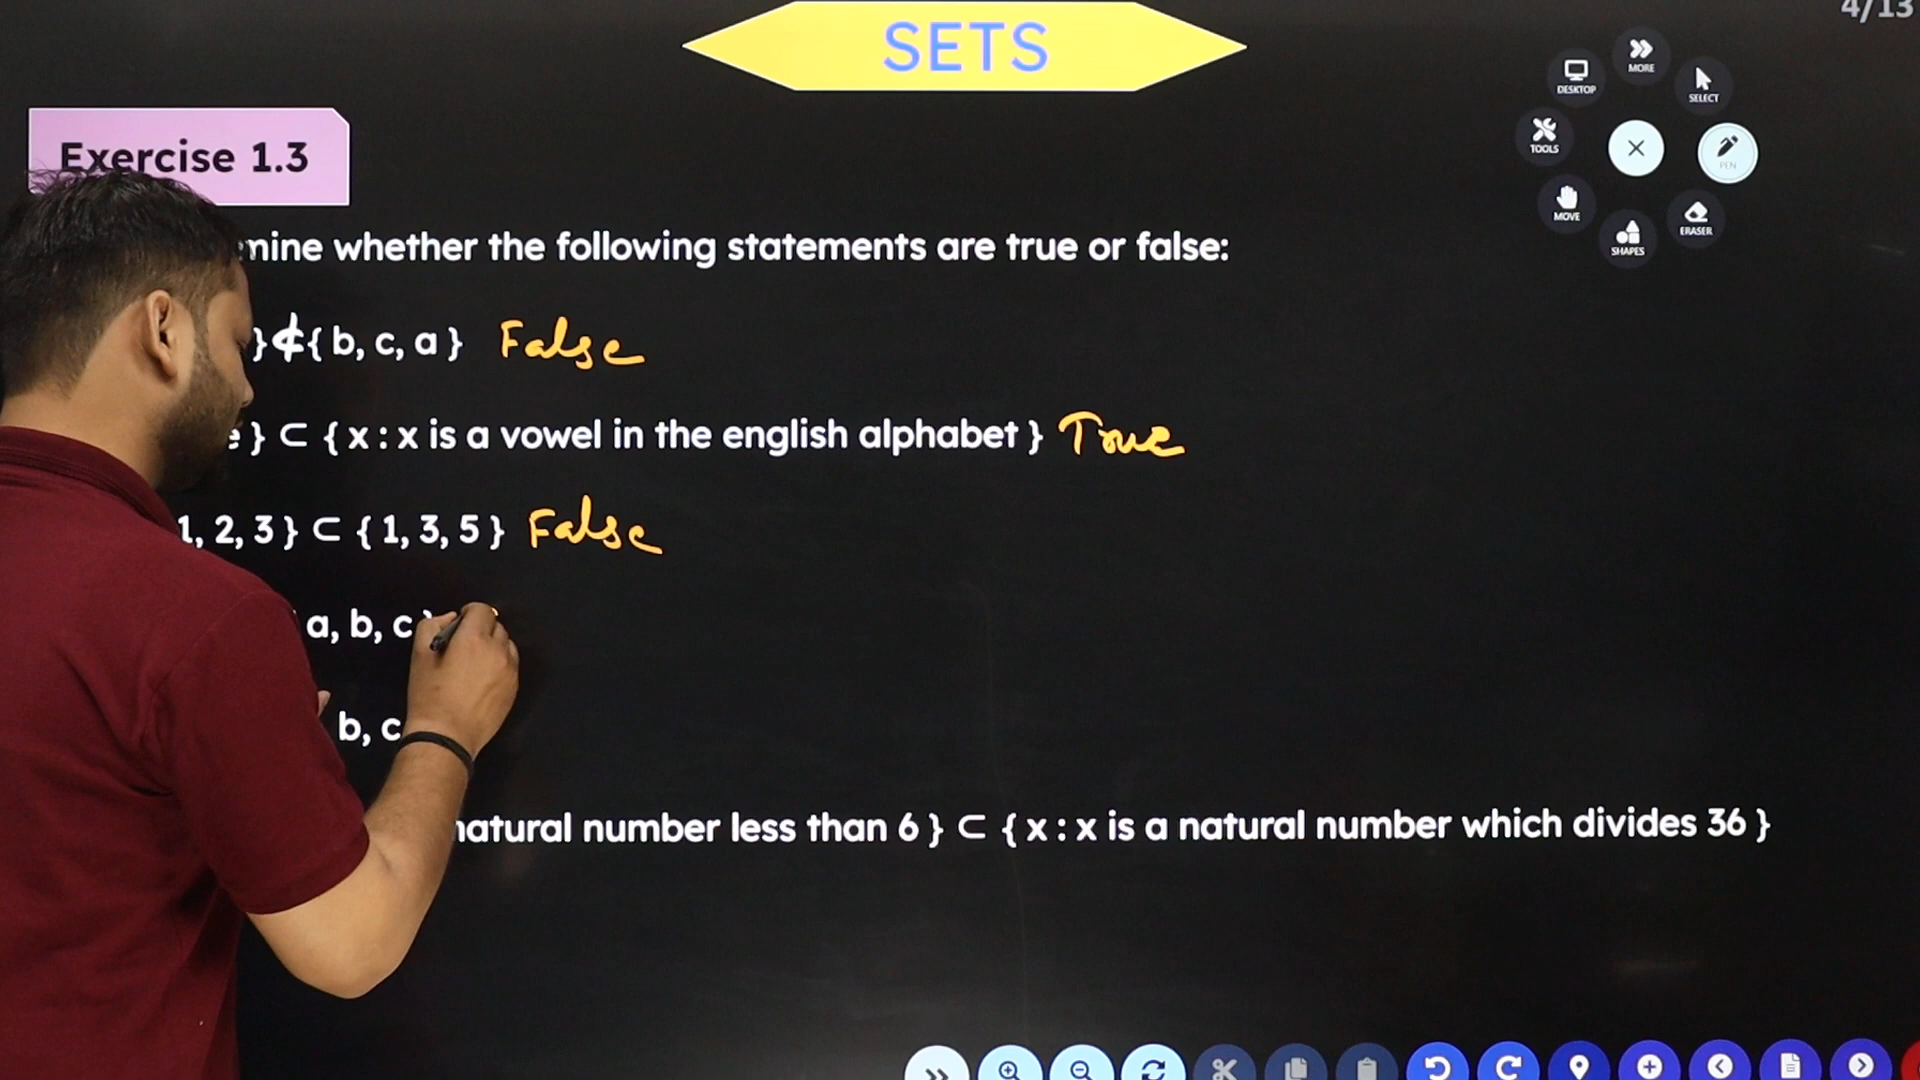 4/13
SETS
MORE
DESKTOP
SELECT
TOOLS
PEN
MOVE
ERASER
SHAPES
Exercise 1.3
whether the following statements are true or false:
} ⊄ { b, c, a } False
e } ⊂ { x : x is a vowel in the english alphabet } True
1, 2, 3 } ⊂ { 1, 3, 5 } False
a, b, c
b, c
natural number less than 6 } ⊂ { x : x is a natural number which divides 36 }